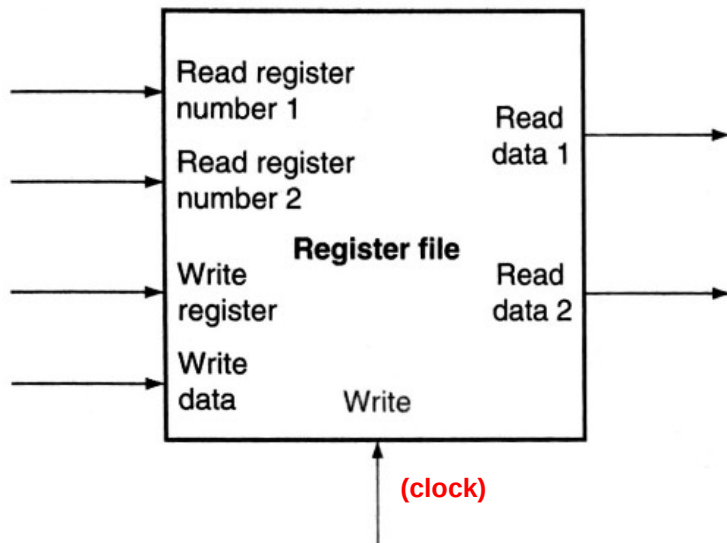 Read register
number 1
Read
data 1
Read register
number 2
Register file
Write
register
Read
data 2
Write
data
Write
(clock)